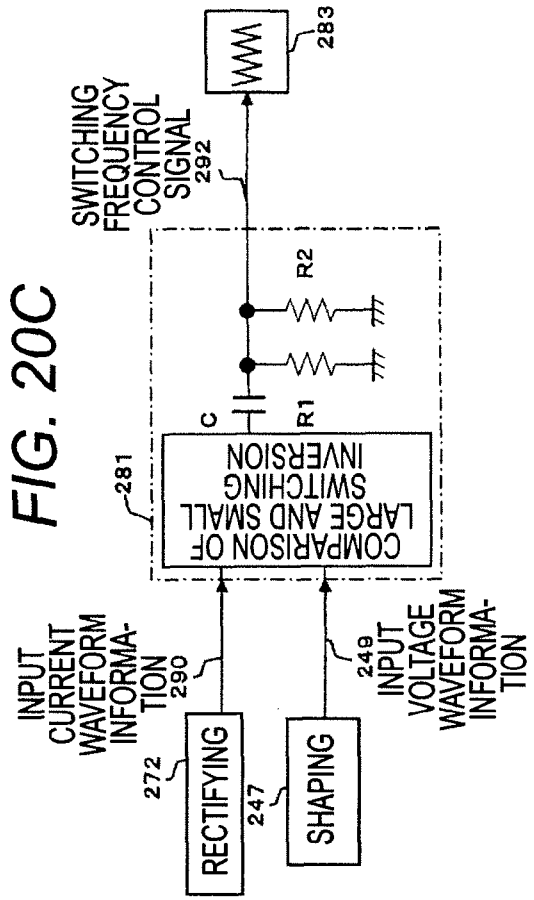 FIG. 20C
INPUT
CURRENT
WAVEFORM
INFORMA-
TION
290
272
RECTIFYING
247
SHAPING
249
INPUT
VOLTAGE
WAVEFORM
INFORMA-
TION
281
COMPARISON OF
LARGE AND SMALL
SWITCHING
INVERSION
C
R1
R2
SWITCHING
FREQUENCY
CONTROL
SIGNAL
292
283